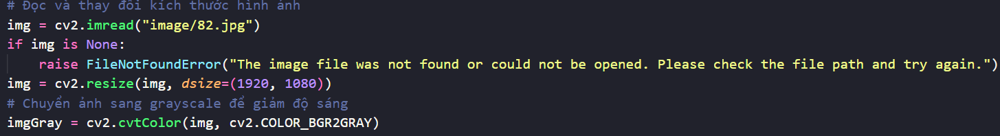 # Đọc và thay đổi kích thước hình ảnh
img = cv2.imread("image/82.jpg")
if img is None:
    raise FileNotFoundError("The image file was not found or could not be opened. Please check the file path and try again.")
img = cv2.resize(img, dsize=(1920, 1080))
# Chuyển ảnh sang grayscale để giảm độ sáng
imgGray = cv2.cvtColor(img, cv2.COLOR_BGR2GRAY)